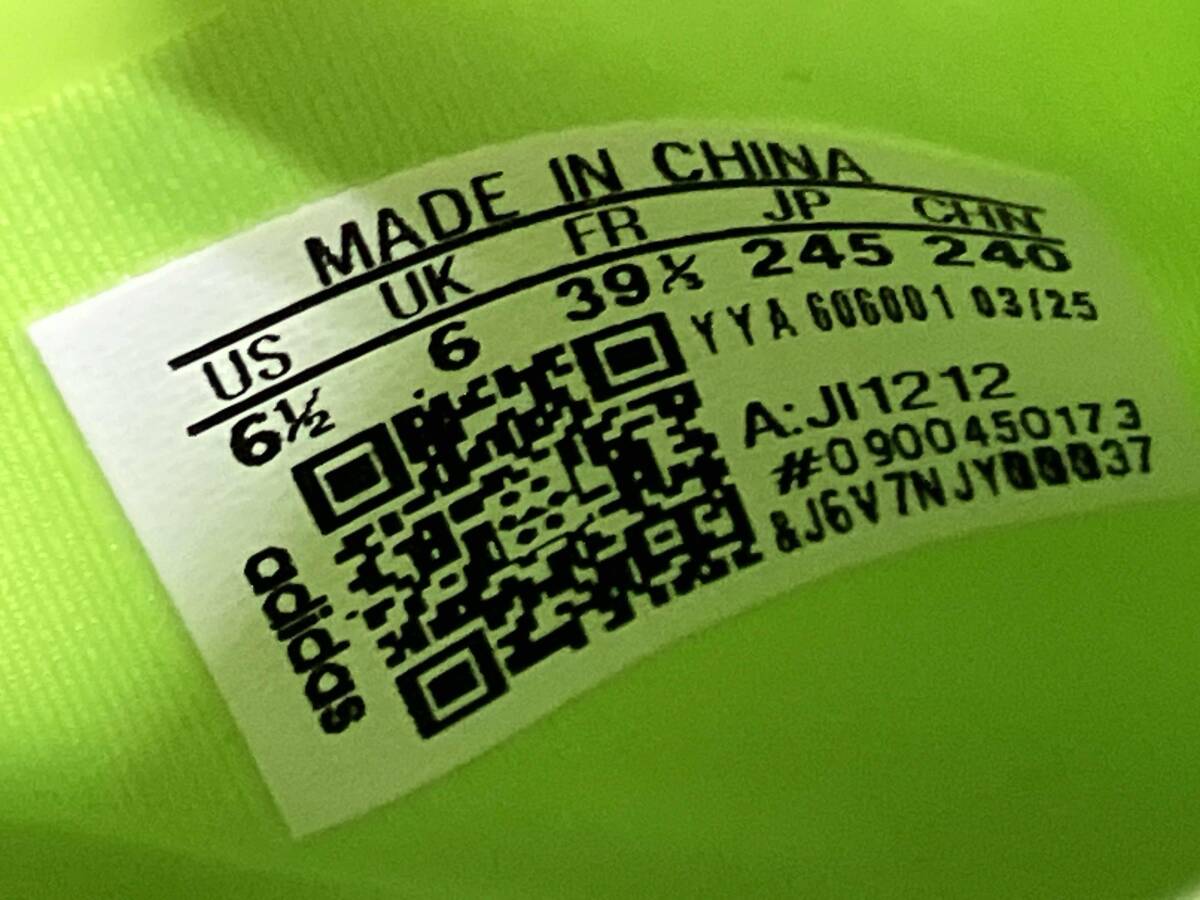 MADE IN CHINA
US UK FR JP CHN
6½ 6 39⅓ 245 240
YYA 606001 03/25
A:JI1212
#0900450173
&J6V7NJY00037
adidas